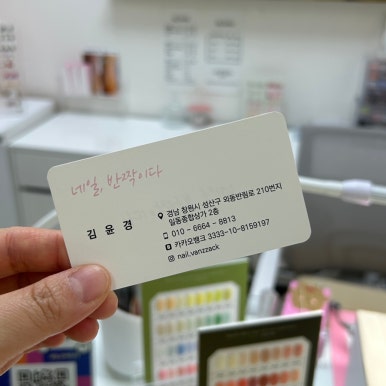 네일, 반짝이다
김 윤 경
경남 창원시 성산구 외동반림로 210번지
일동종합상가 2층
010 - 6664 - 8813
카카오뱅크 3333-10-8159197
nail.vanzzack